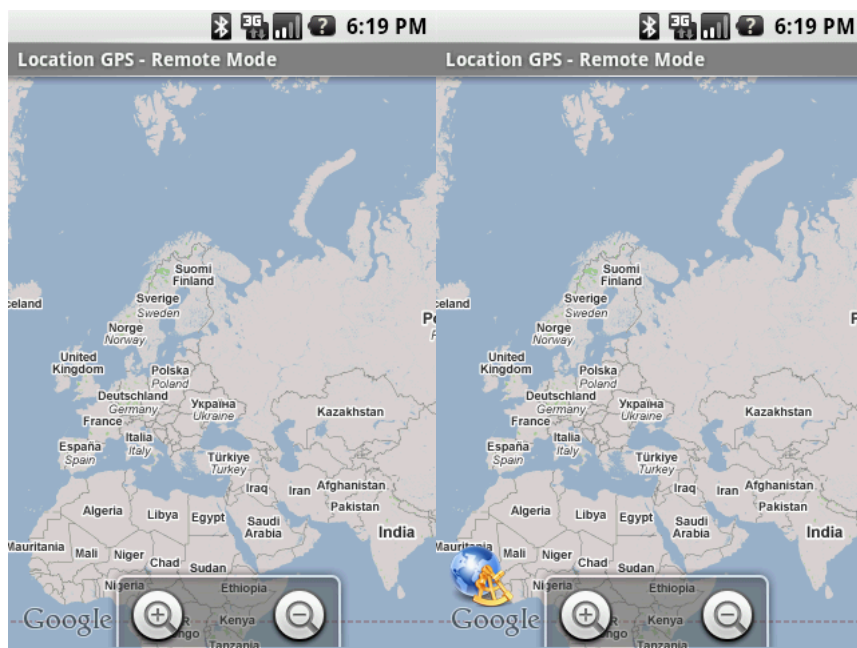 3G 6:19 PM
Location GPS - Remote Mode
Suomi
Finland
Sverige
Sweden
Norge
Norway
United
Kingdom
Polska
Poland
Deutschland
Germany
Україна
Ukraine
France
Kazakhstan
Italia
Italy
España
Spain
Türkiye
Turkey
Iraq
Iran
Afghanistan
Pakistan
Algeria
Libya
Egypt
Saudi
Arabia
India
Mauritania
Mali
Niger
Chad
Sudan
Nigeria
Ethiopia
Google
Kenya
Tanzania
3G 6:19 PM
Location GPS - Remote Mode
Suomi
Finland
Sverige
Sweden
Norge
Norway
United
Kingdom
Polska
Poland
Deutschland
Germany
Україна
Ukraine
France
Kazakhstan
Italia
Italy
España
Spain
Türkiye
Turkey
Iraq
Iran
Afghanistan
Pakistan
Algeria
Libya
Egypt
Saudi
Arabia
India
Mali
Niger
Chad
Sudan
Ethiopia
Google
Kenya
Tanzania